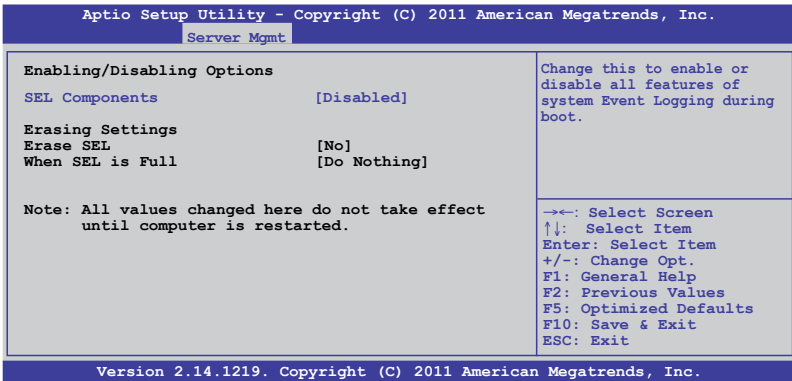 Aptio Setup Utility - Copyright (C) 2011 American Megatrends, Inc.
Server Mgmt
Enabling/Disabling Options
SEL Components [Disabled]
Erasing Settings
Erase SEL [No]
When SEL is Full [Do Nothing]
Note: All values changed here do not take effect
until computer is restarted.
Change this to enable or
disable all features of
system Event Logging during
boot.
→←: Select Screen
↑↓: Select Item
Enter: Select Item
+/-: Change Opt.
F1: General Help
F2: Previous Values
F5: Optimized Defaults
F10: Save & Exit
ESC: Exit
Version 2.14.1219. Copyright (C) 2011 American Megatrends, Inc.